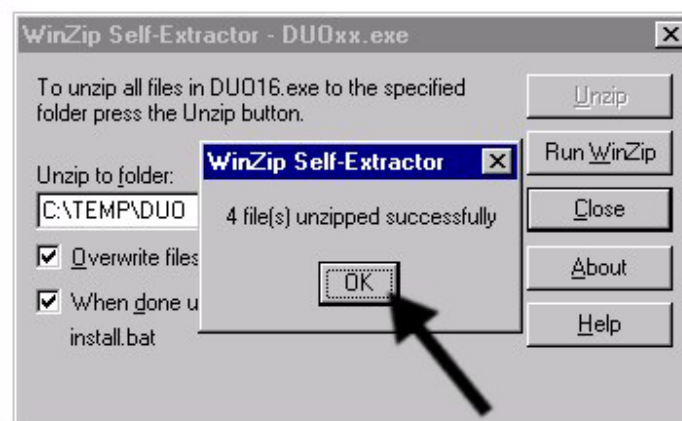 WinZip Self-Extractor - DUOxx.exe
To unzip all files in DUO16.exe to the specified
folder press the Unzip button.
Unzip
Run WinZip
Unzip to folder:
C:\TEMP\DUO
WinZip Self-Extractor
4 file(s) unzipped successfully
OK
Close
Overwrite files
About
When done u
install.bat
Help